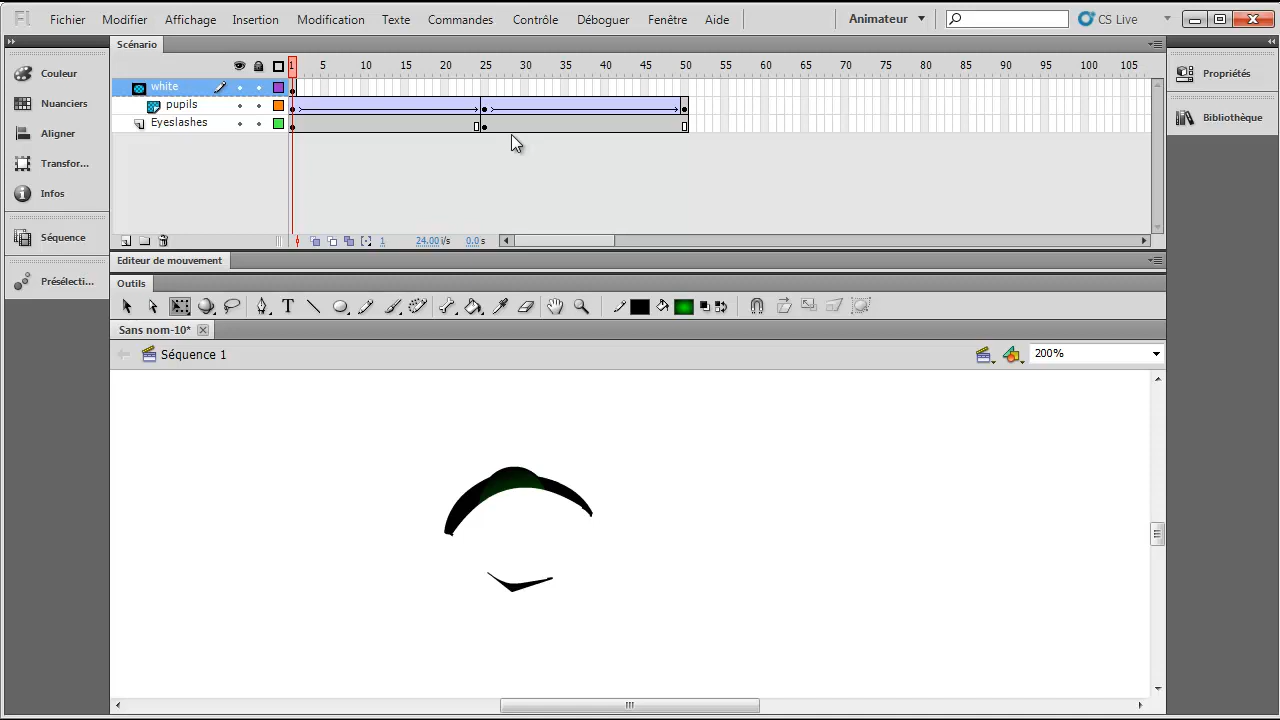 Fl Fichier Modifier Affichage Insertion Modification Texte Commandes Contrôle Déboguer Fenêtre Aide Animateur CS Live
Scénario
1 5 10 15 20 25 30 35 40 45 50 55 60 65 70 75 80 85 90 95 100 105
white
pupils
Eyeslashes
Couleur
Nuanciers
Aligner
Transfor...
Infos
Séquence
Présélecti...
Propriétés
Bibliothèque
1 24.00 i/s 0.0 s
Editeur de mouvement
Outils
T
Sans nom-10*
Séquence 1 200%